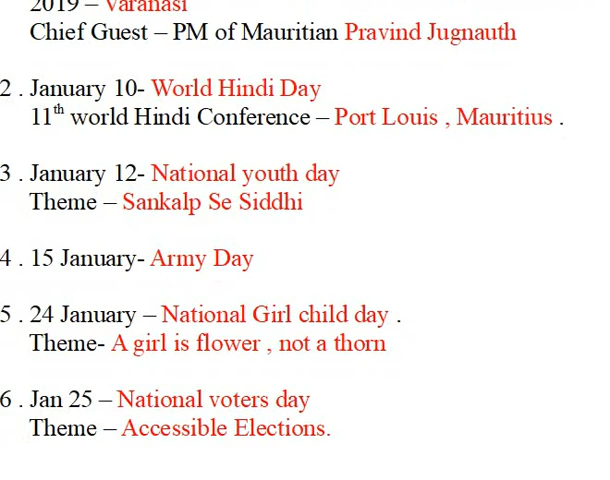 2019 – Varanasi
Chief Guest – PM of Mauritian Pravind Jugnauth
2 . January 10- World Hindi Day
11th world Hindi Conference – Port Louis , Mauritius .
3 . January 12- National youth day
Theme – Sankalp Se Siddhi
4 . 15 January- Army Day
5 . 24 January – National Girl child day .
Theme- A girl is flower , not a thorn
6 . Jan 25 – National voters day
Theme – Accessible Elections.